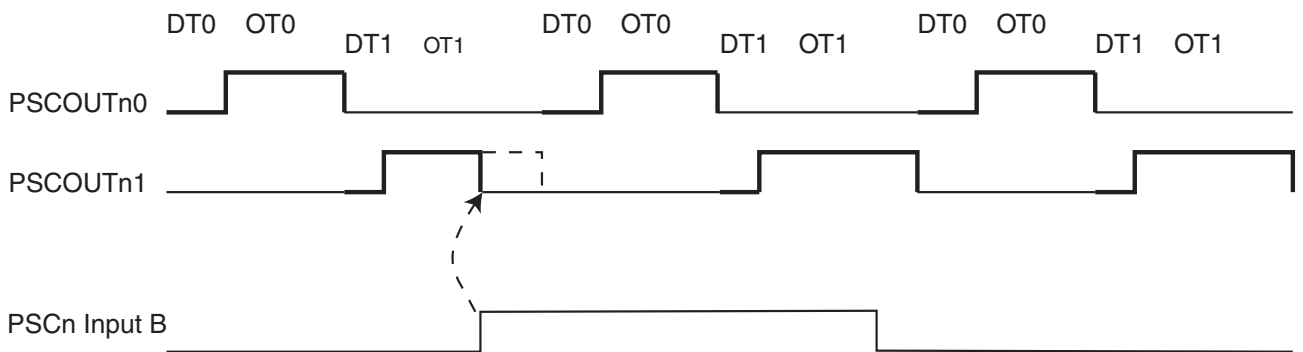 DT0 OT0 DT1 OT1 DT0 OT0 DT1 OT1 DT0 OT0 DT1 OT1
PSCOUTn0
PSCOUTn1
PSCn Input B